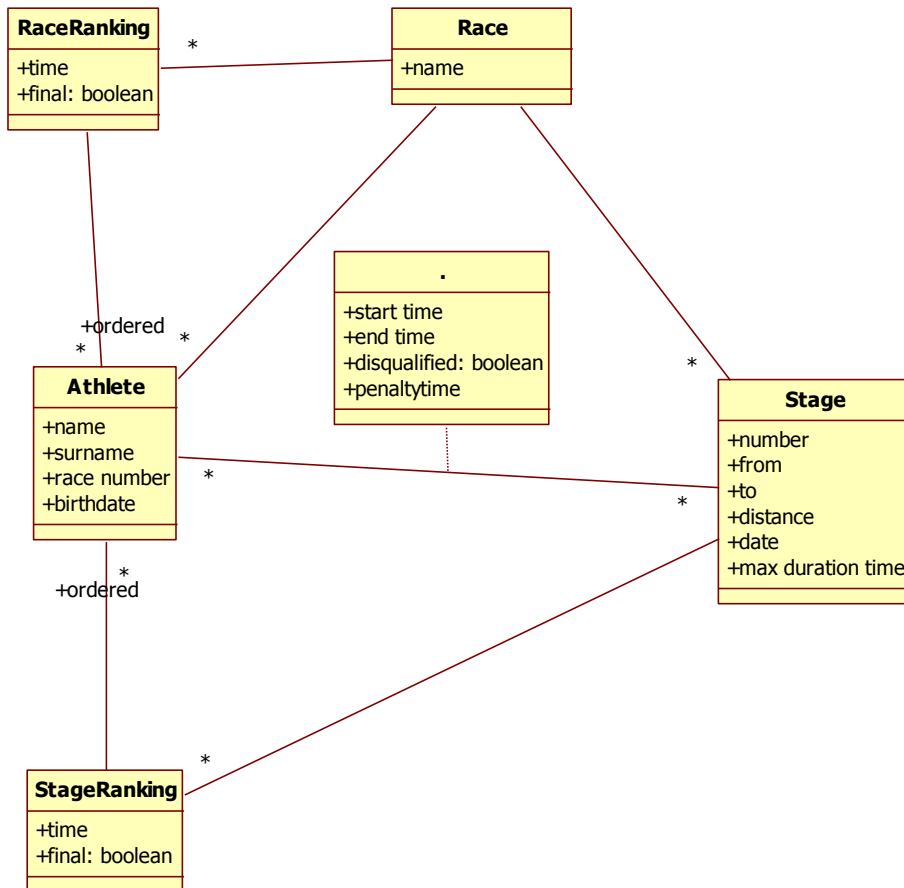 RaceRanking
+time
+final: boolean
*
Race
+name
.
+start time
+end time
+disqualified: boolean
+penaltytime
+ordered
*
*
*
Athlete
+name
+surname
+race number
+birthdate
Stage
+number
+from
+to
+distance
+date
+max duration time
*
*
*
+ordered
*
StageRanking
+time
+final: boolean